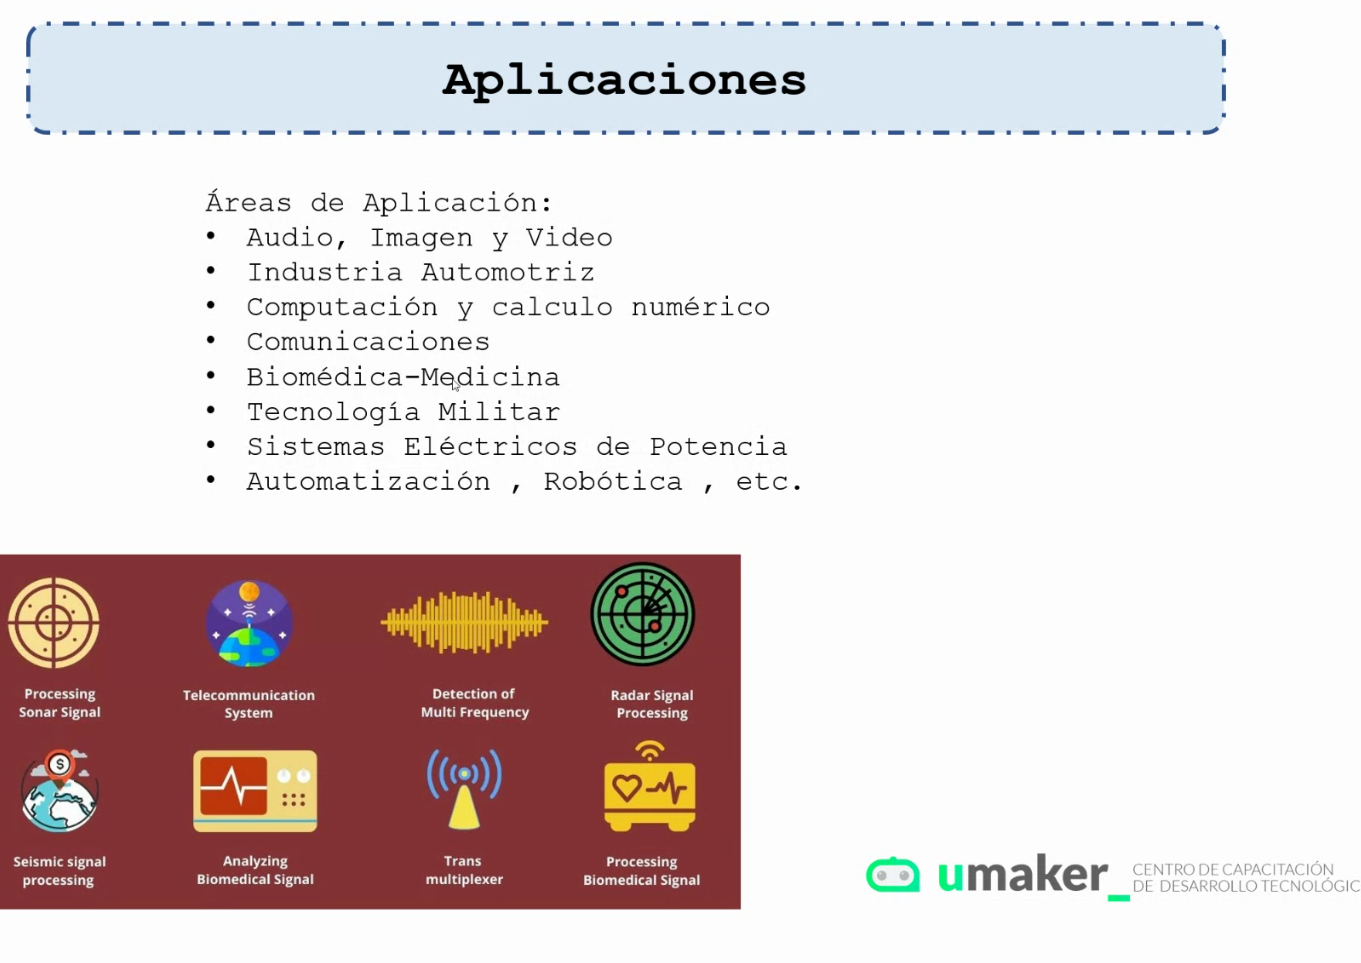 Aplicaciones
Áreas de Aplicación:
• Audio, Imagen y Video
• Industria Automotriz
• Computación y calculo numérico
• Comunicaciones
• Biomédica-Medicina
• Tecnología Militar
• Sistemas Eléctricos de Potencia
• Automatización , Robótica , etc.
Processing
Sonar Signal
Telecommunication
System
Detection of
Multi Frequency
Radar Signal
Processing
$
Seismic signal
processing
Analyzing
Biomedical Signal
Trans
multiplexer
Processing
Biomedical Signal
umaker_
CENTRO DE CAPACITACIÓN
DE DESARROLLO TECNOLÓGIC